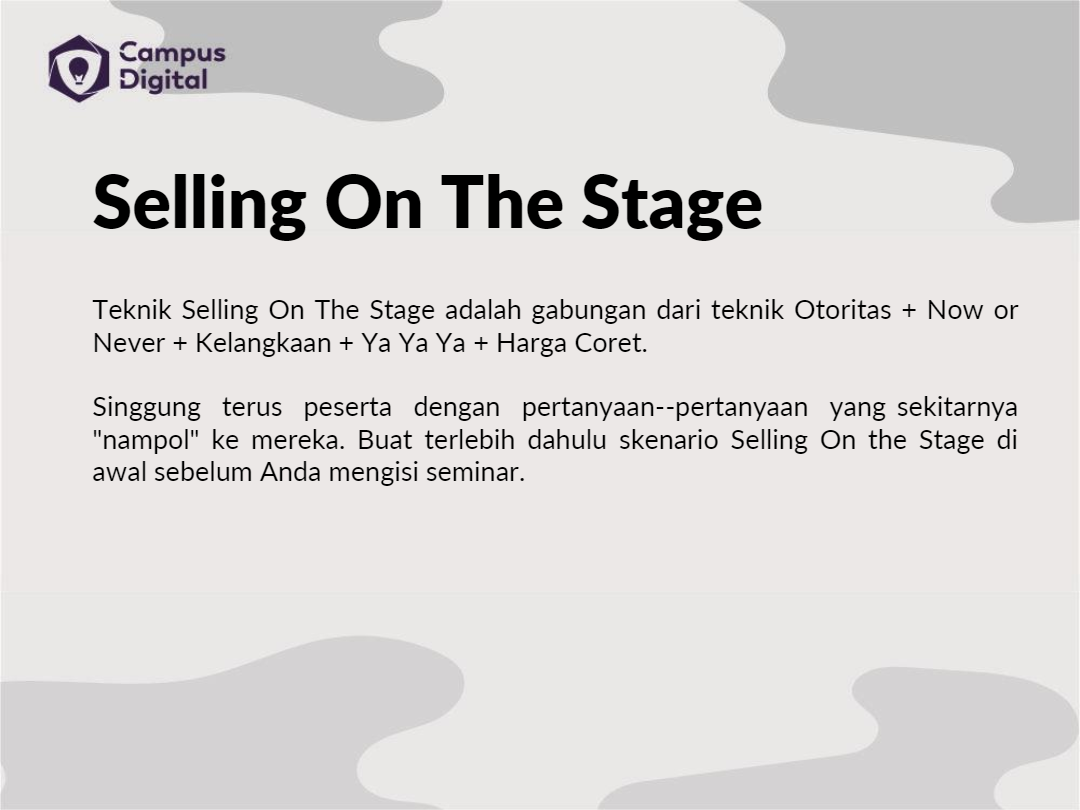 Campus
Digital
Selling On The Stage
Teknik Selling On The Stage adalah gabungan dari teknik Otoritas + Now or
Never + Kelangkaan + Ya Ya Ya + Harga Coret.
Singgung terus peserta dengan pertanyaan--pertanyaan yang sekitarnya
"nampol" ke mereka. Buat terlebih dahulu skenario Selling On the Stage di
awal sebelum Anda mengisi seminar.